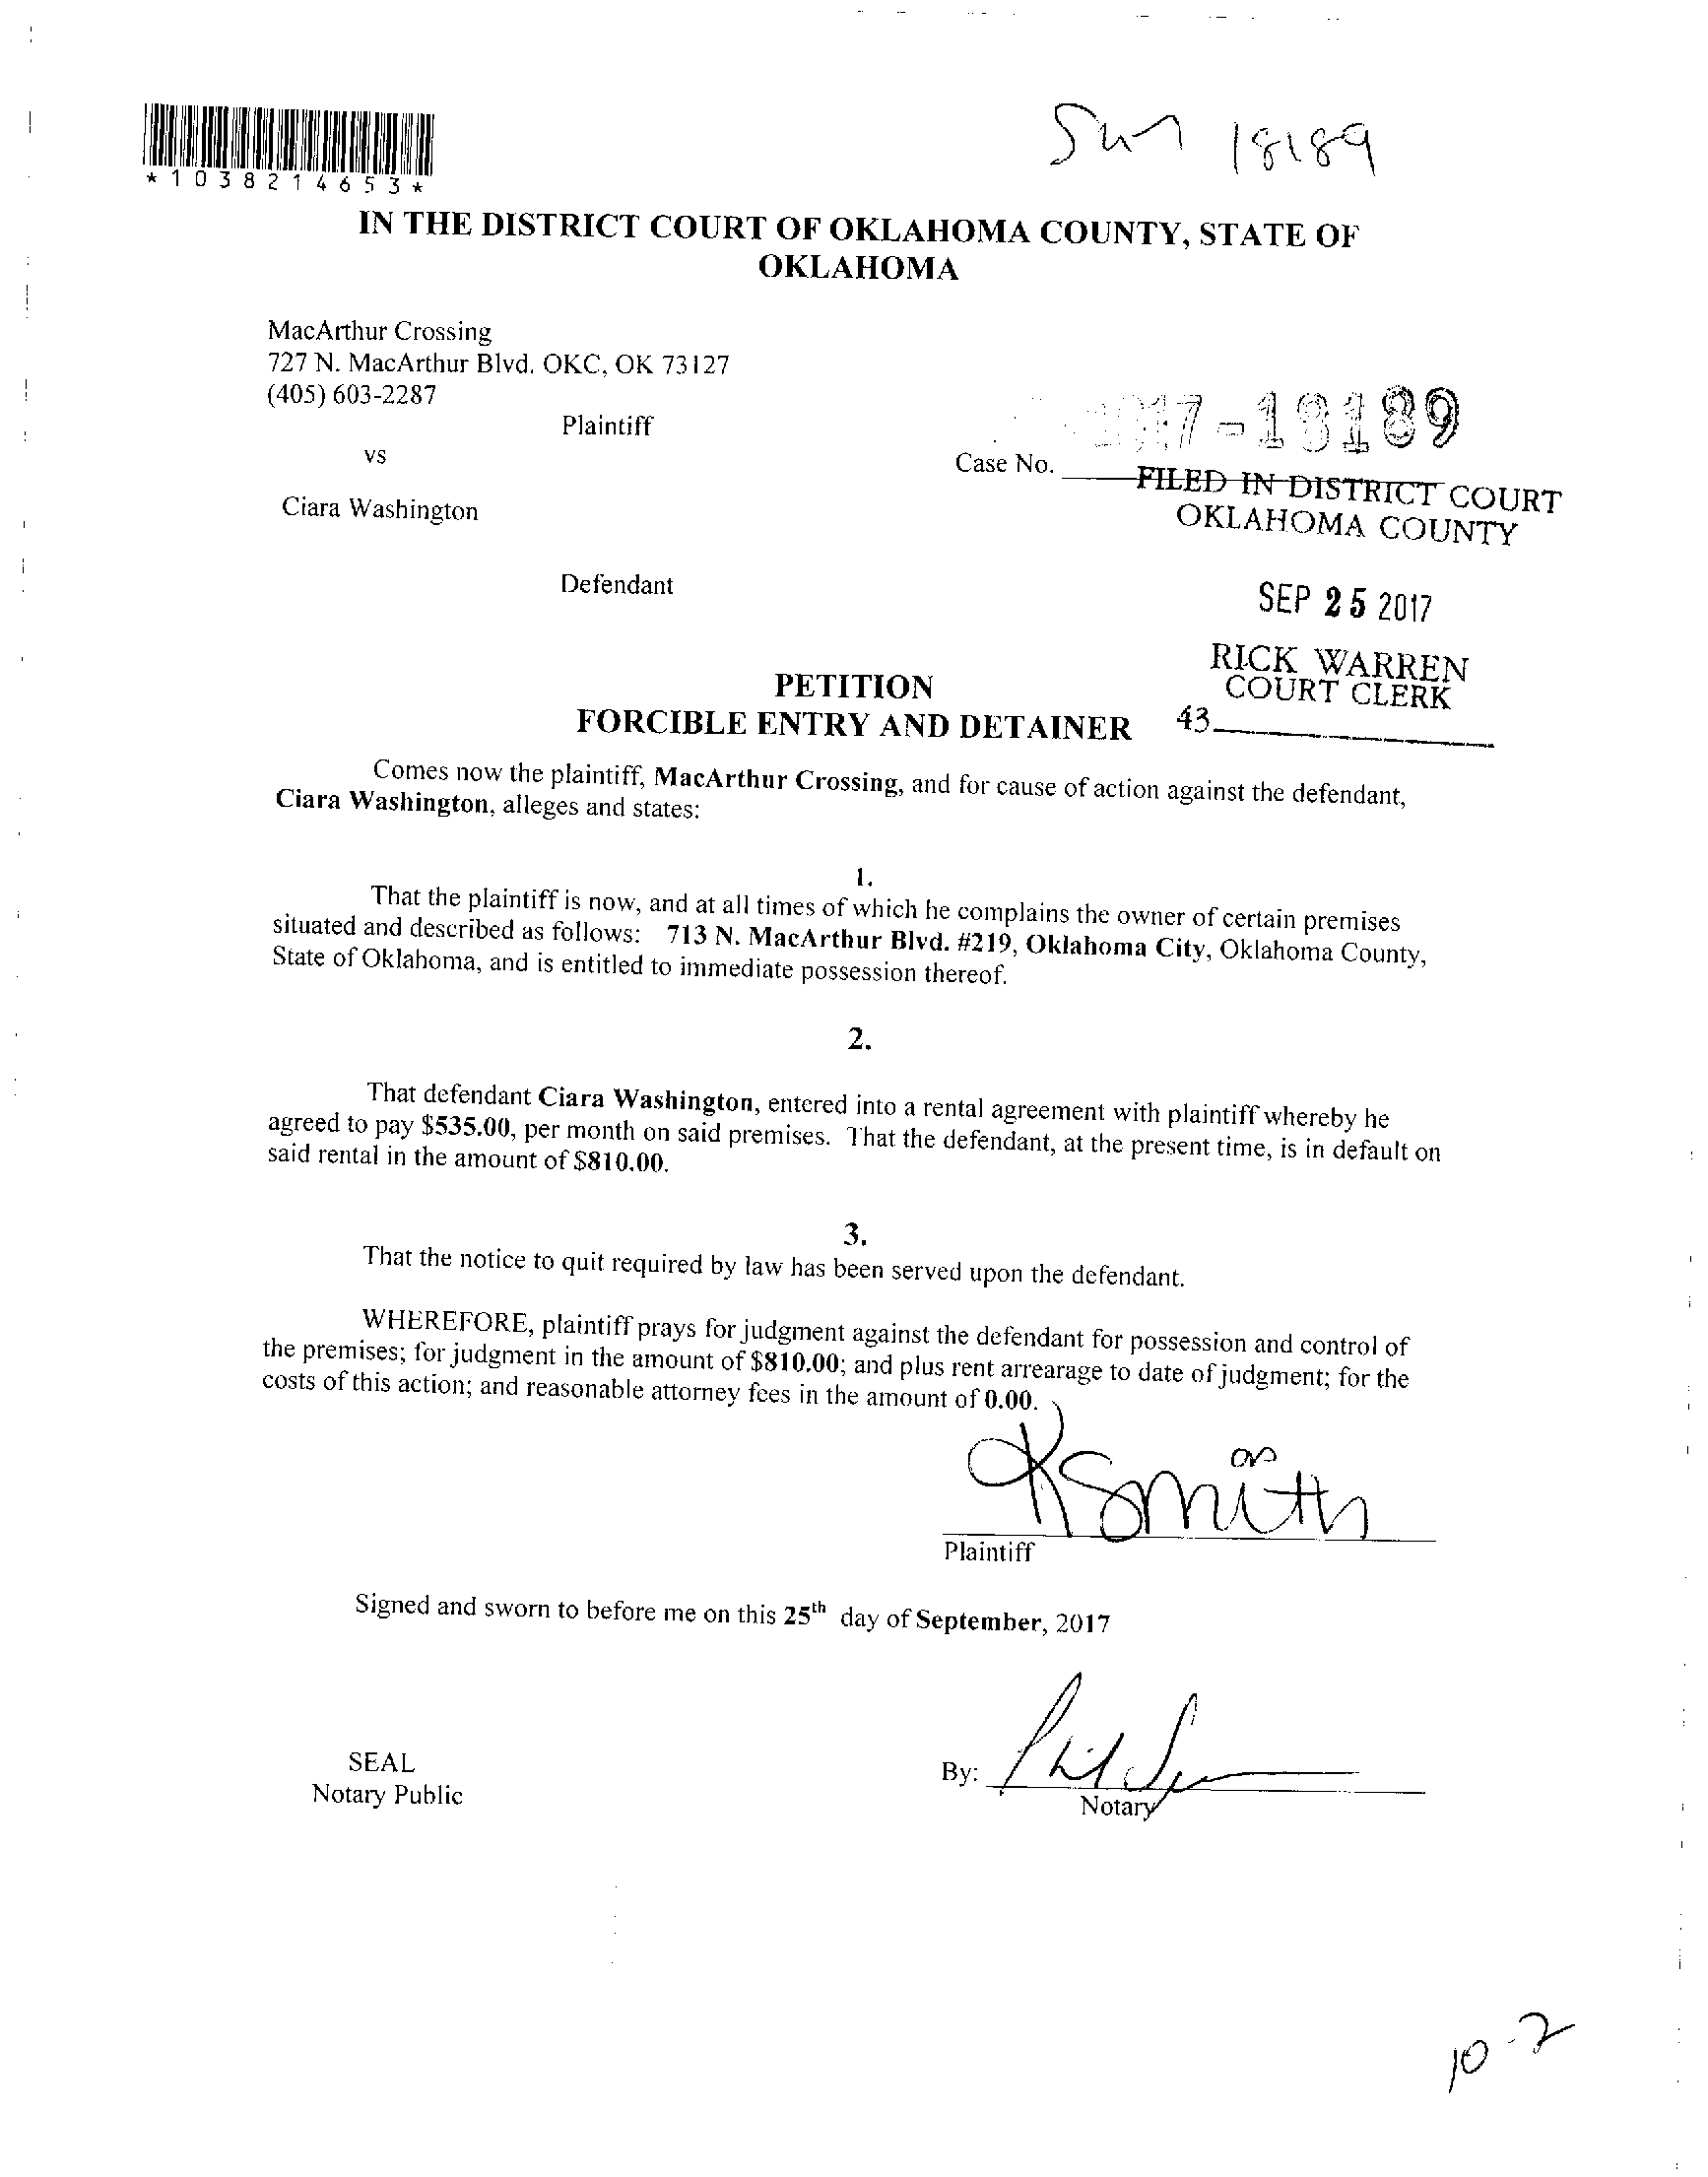 *1038214653*
Sm 18189
IN THE DISTRICT COURT OF OKLAHOMA COUNTY, STATE OF
OKLAHOMA
MacArthur Crossing
727 N. MacArthur Blvd. OKC, OK 73127
(405) 603-2287
Plaintiff
vs
17-18189
Case No.
FILED IN DISTRICT COURT
OKLAHOMA COUNTY
Ciara Washington
Defendant
SEP 25 2017
RICK WARREN
COURT CLERK
43
PETITION
FORCIBLE ENTRY AND DETAINER
Comes now the plaintiff, MacArthur Crossing, and for cause of action against the defendant,
Ciara Washington, alleges and states:
1.
That the plaintiff is now, and at all times of which he complains the owner of certain premises
situated and described as follows: 713 N. MacArthur Blvd. #219, Oklahoma City, Oklahoma County,
State of Oklahoma, and is entitled to immediate possession thereof.
2.
That defendant Ciara Washington, entered into a rental agreement with plaintiff whereby he
agreed to pay $535.00, per month on said premises. That the defendant, at the present time, is in default on
said rental in the amount of $810.00.
3.
That the notice to quit required by law has been served upon the defendant.
WHEREFORE, plaintiff prays for judgment against the defendant for possession and control of
the premises; for judgment in the amount of $810.00; and plus rent arrearage to date of judgment; for the
costs of this action; and reasonable attorney fees in the amount of 0.00.
KSmith
Plaintiff
Signed and sworn to before me on this 25th day of September, 2017
SEAL
Notary Public
By:
Notary
10-2